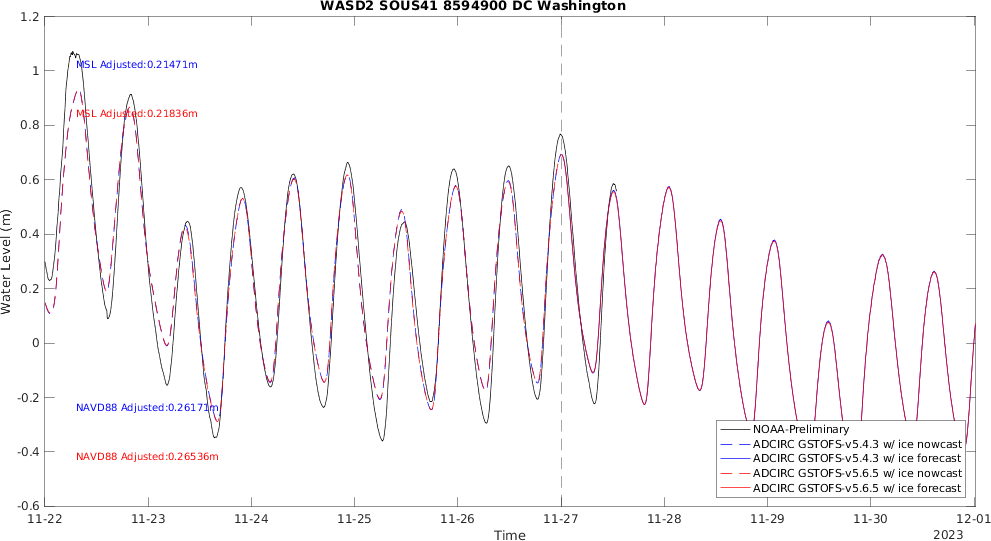 WASD2 SOUS41 8594900 DC Washington
1.2
1
0.8
0.6
0.4
0.2
0
-0.2
-0.4
-0.6
Water Level (m)
MSL Adjusted:0.21471m
MSL Adjusted:0.21836m
NAVD88 Adjusted:0.26171m
NAVD88 Adjusted:0.26536m
NOAA-Preliminary
ADCIRC GSTOFS-v5.4.3 w/ ice nowcast
ADCIRC GSTOFS-v5.4.3 w/ ice forecast
ADCIRC GSTOFS-v5.6.5 w/ ice nowcast
ADCIRC GSTOFS-v5.6.5 w/ ice forecast
11-22 11-23 11-24 11-25 11-26 11-27 11-28 11-29 11-30 12-01
Time
2023